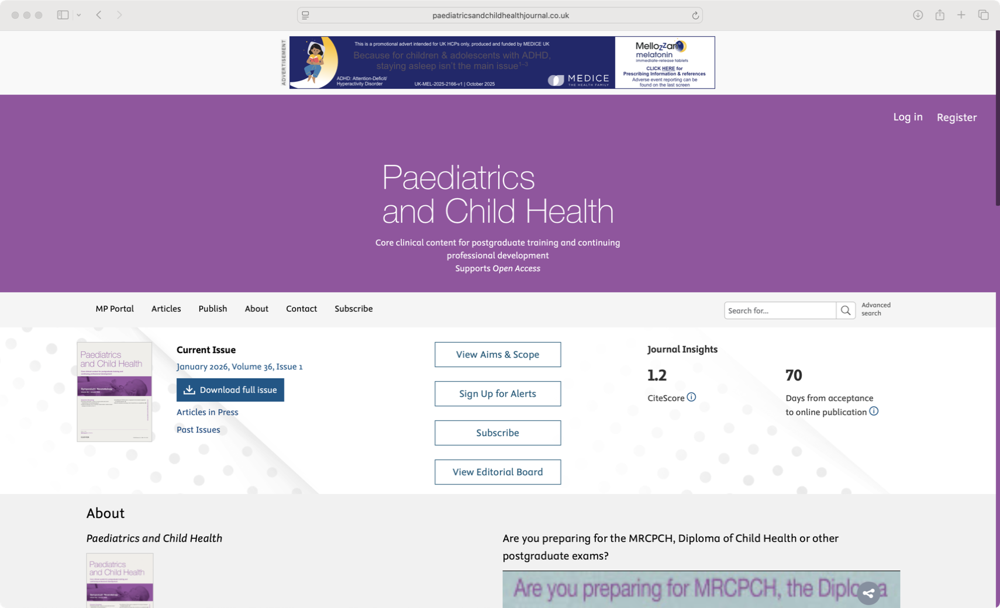 paediatricsandchildhealthjournal.co.uk
ADVERTISEMENT
This is a promotional advert intended for UK HCPs only, produced and funded by MEDICE UK
Because for children & adolescents with ADHD,
staying asleep isn't the main issue1–3
ADHD: Attention-Deficit/
Hyperactivity Disorder
UK-MEL-2025-2166-v1 | October 2025
MEDICE
THE HEALTH FAMILY
Mellozzan
melatonin
immediate-release tablets
CLICK HERE for
Prescribing Information & references
Adverse event reporting can be
found on the last screen
Log in
Register
Paediatrics
and Child Health
Core clinical content for postgraduate training and continuing
professional development
Supports Open Access
MP Portal
Articles
Publish
About
Contact
Subscribe
Search for...
Advanced
search
Paediatrics
and Child Health
Symposium: Neonatology
Current Issue
January 2026, Volume 36, Issue 1
Download full issue
Articles in Press
Past Issues
View Aims & Scope
Sign Up for Alerts
Subscribe
View Editorial Board
Journal Insights
1.2
CiteScore
70
Days from acceptance
to online publication
About
Paediatrics and Child Health
Paediatrics
and Child Health
Symposium: Neonatology
Are you preparing for the MRCPCH, Diploma of Child Health or other
postgraduate exams?
Are you preparing for MRCPCH, the Diploma